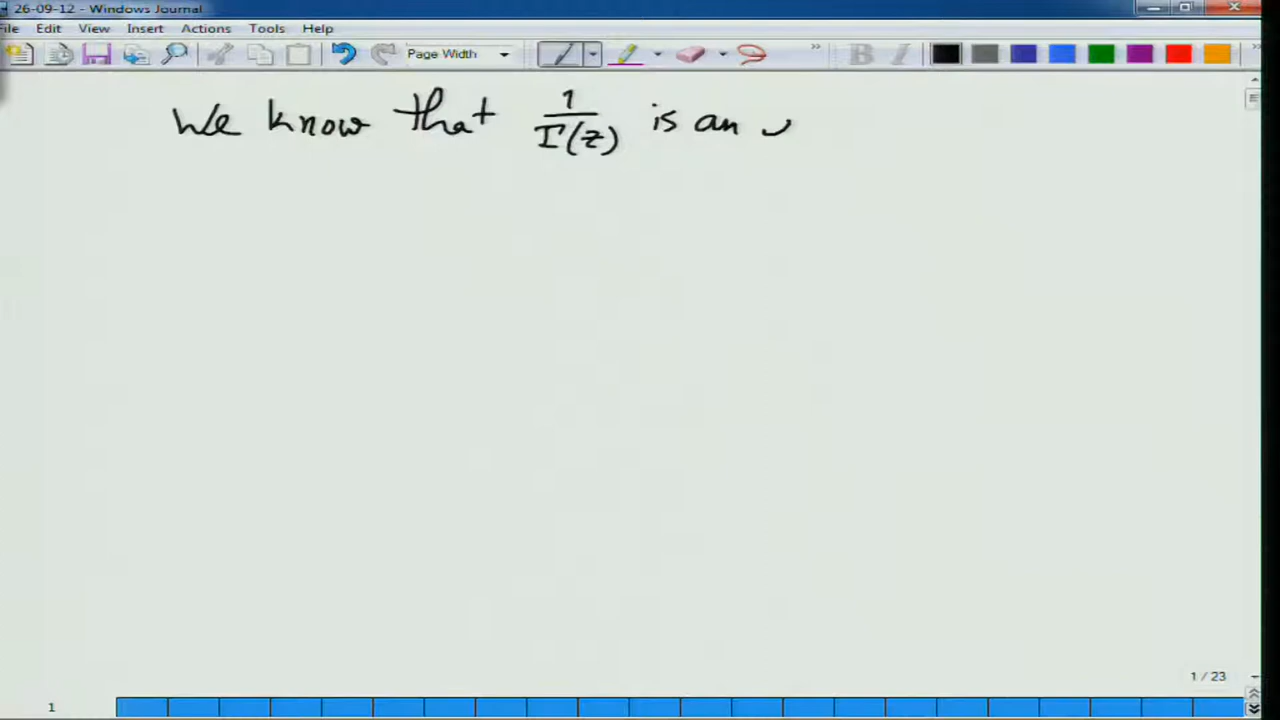 26-09-12 - Windows Journal
File Edit View Insert Actions Tools Help
Page Width
B I
We know that 1/Γ(z) is an
1 / 23
1